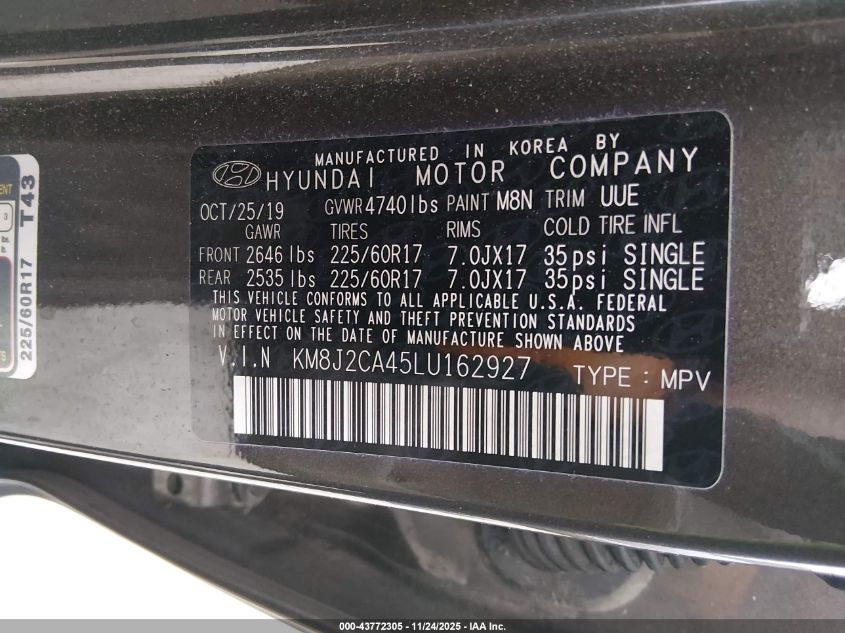 MANUFACTURED IN KOREA BY
HYUNDAI MOTOR COMPANY
OCT/25/19 GVWR 4740 lbs PAINT M8N TRIM UUE
GAWR TIRES RIMS COLD TIRE INFL
FRONT 2646 lbs 225/60R17 7.0JX17 35psi SINGLE
REAR 2535 lbs 225/60R17 7.0JX17 35psi SINGLE
THIS VEHICLE CONFORMS TO ALL APPLICABLE U.S.A. FEDERAL
MOTOR VEHICLE SAFETY AND THEFT PREVENTION STANDARDS
IN EFFECT ON THE DATE OF MANUFACTURE SHOWN ABOVE
V.I.N KM8J2CA45LU162927 TYPE : MPV
225/60R17 T43
3
000-43772305 - 11/24/2025 - IAA Inc.